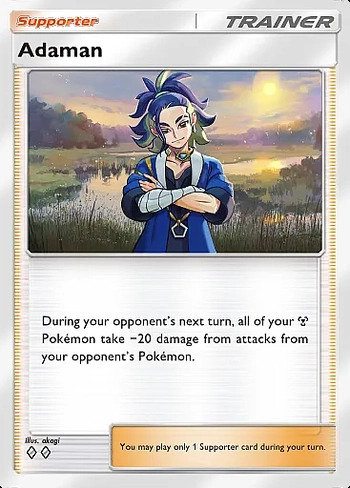 Supporter
TRAINER
Adaman
During your opponent's next turn, all of your
Pokémon take −20 damage from attacks from
your opponent's Pokémon.
Illus. akagi
You may play only 1 Supporter card during your turn.